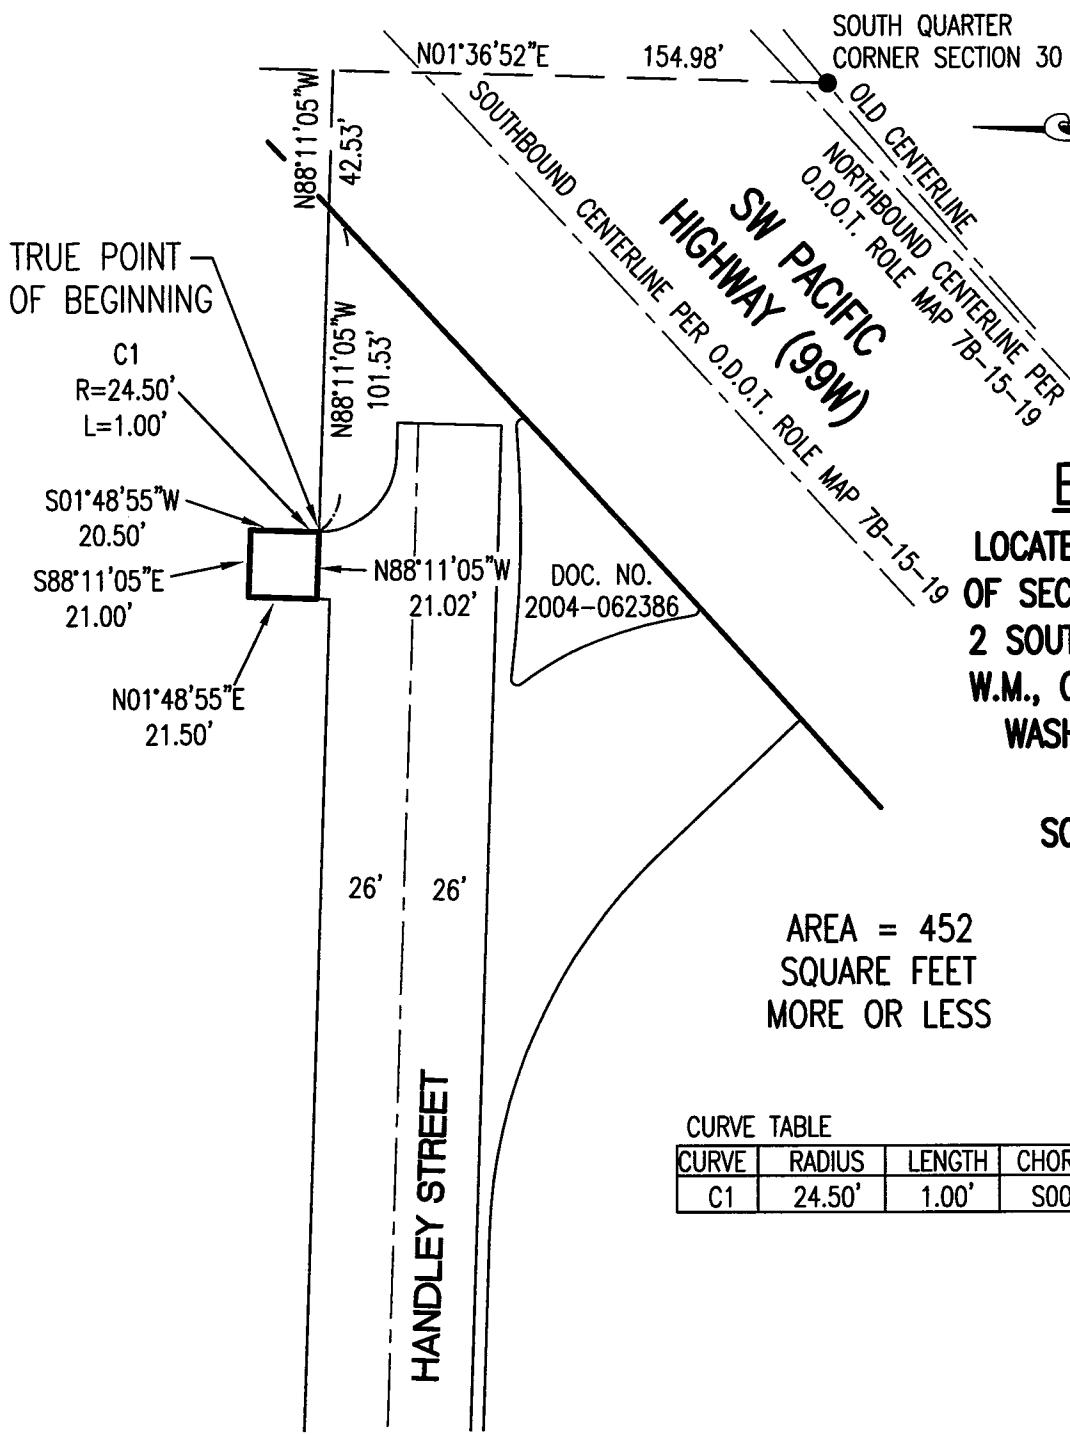 SOUTH QUARTER
CORNER SECTION 30
N01°36'52"E
154.98'
OLD CENTERLINE
NORTHBOUND CENTERLINE PER
O.D.O.T. ROLE MAP 7B-15-19
SW PACIFIC
HIGHWAY (99W)
SOUTHBOUND CENTERLINE PER O.D.O.T. ROLE MAP 7B-15-19
N88°11'05"W
42.53'
TRUE POINT
OF BEGINNING
C1
R=24.50'
L=1.00'
N88°11'05"W
101.53'
S01°48'55"W
20.50'
S88°11'05"E
21.00'
N88°11'05"W
21.02'
N01°48'55"E
21.50'
DOC. NO.
2004-062386
E
LOCATE
OF SEC
2 SOUT
W.M., C
WASH
SC
26'
26'
AREA = 452
SQUARE FEET
MORE OR LESS
HANDLEY STREET
CURVE TABLE
CURVE RADIUS LENGTH CHOR
C1 24.50' 1.00' S00